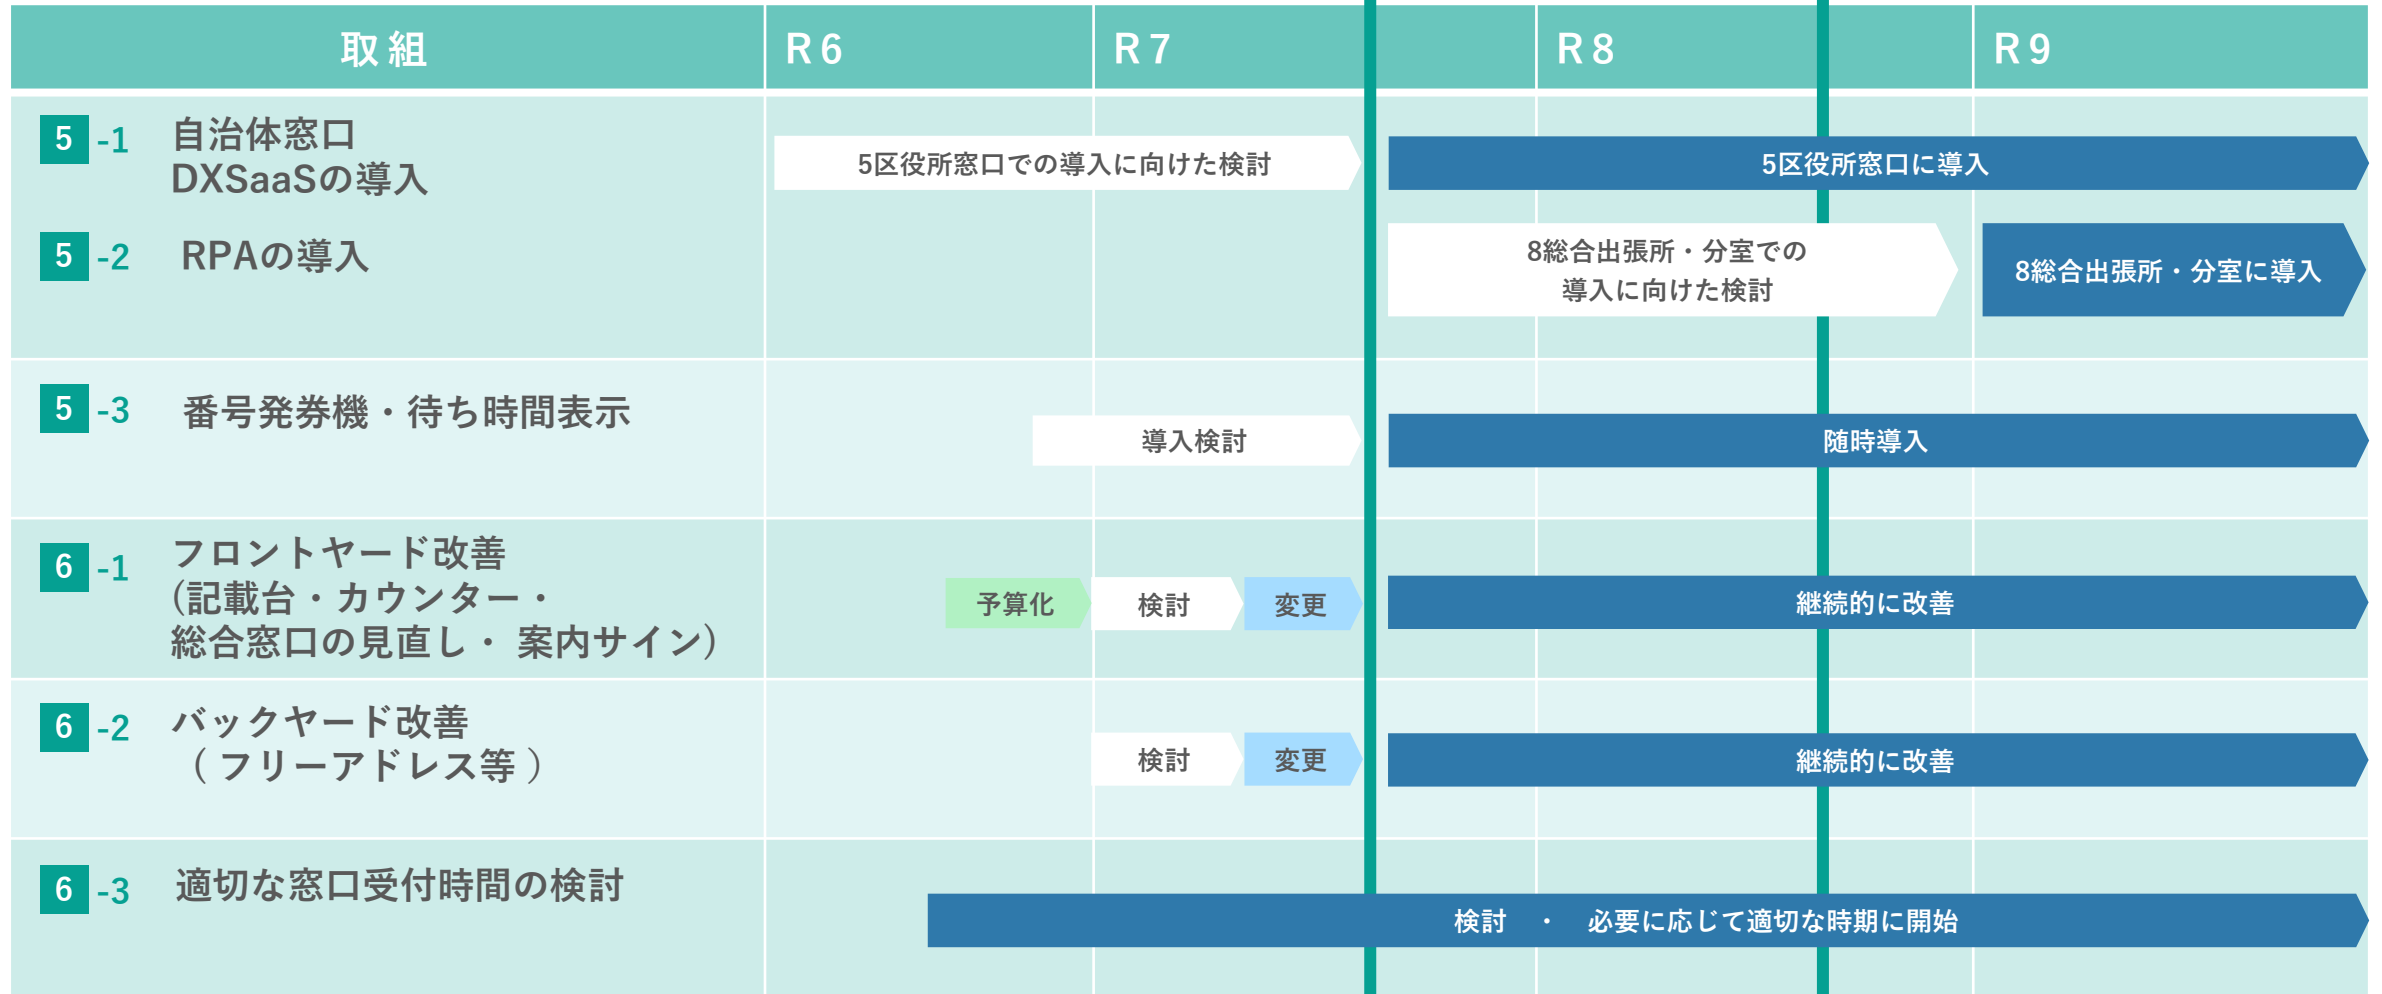 取組
R6
R7
R8
R9
5 -1 自治体窓口
DXSaaSの導入
5区役所窓口での導入に向けた検討
5区役所窓口に導入
5 -2 RPAの導入
8総合出張所・分室での
導入に向けた検討
8総合出張所・分室に導入
5 -3 番号発券機・待ち時間表示
導入検討
随時導入
6 -1 フロントヤード改善
(記載台・カウンター・
総合窓口の見直し・ 案内サイン)
予算化
検討
変更
継続的に改善
6 -2 バックヤード改善
( フリーアドレス等 )
検討
変更
継続的に改善
6 -3 適切な窓口受付時間の検討
検討 ・ 必要に応じて適切な時期に開始